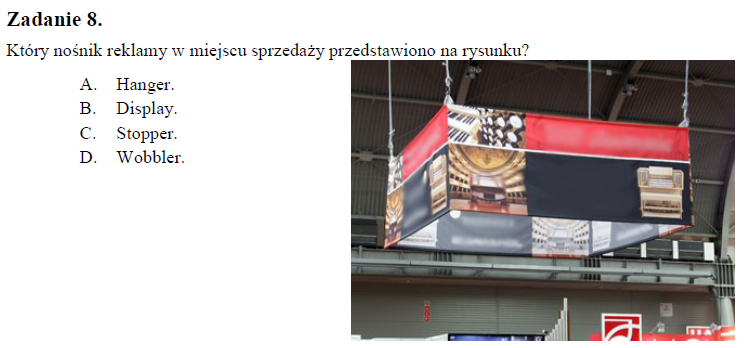 Zadanie 8.
Który nośnik reklamy w miejscu sprzedaży przedstawiono na rysunku?
A. Hanger.
B. Display.
C. Stopper.
D. Wobbler.